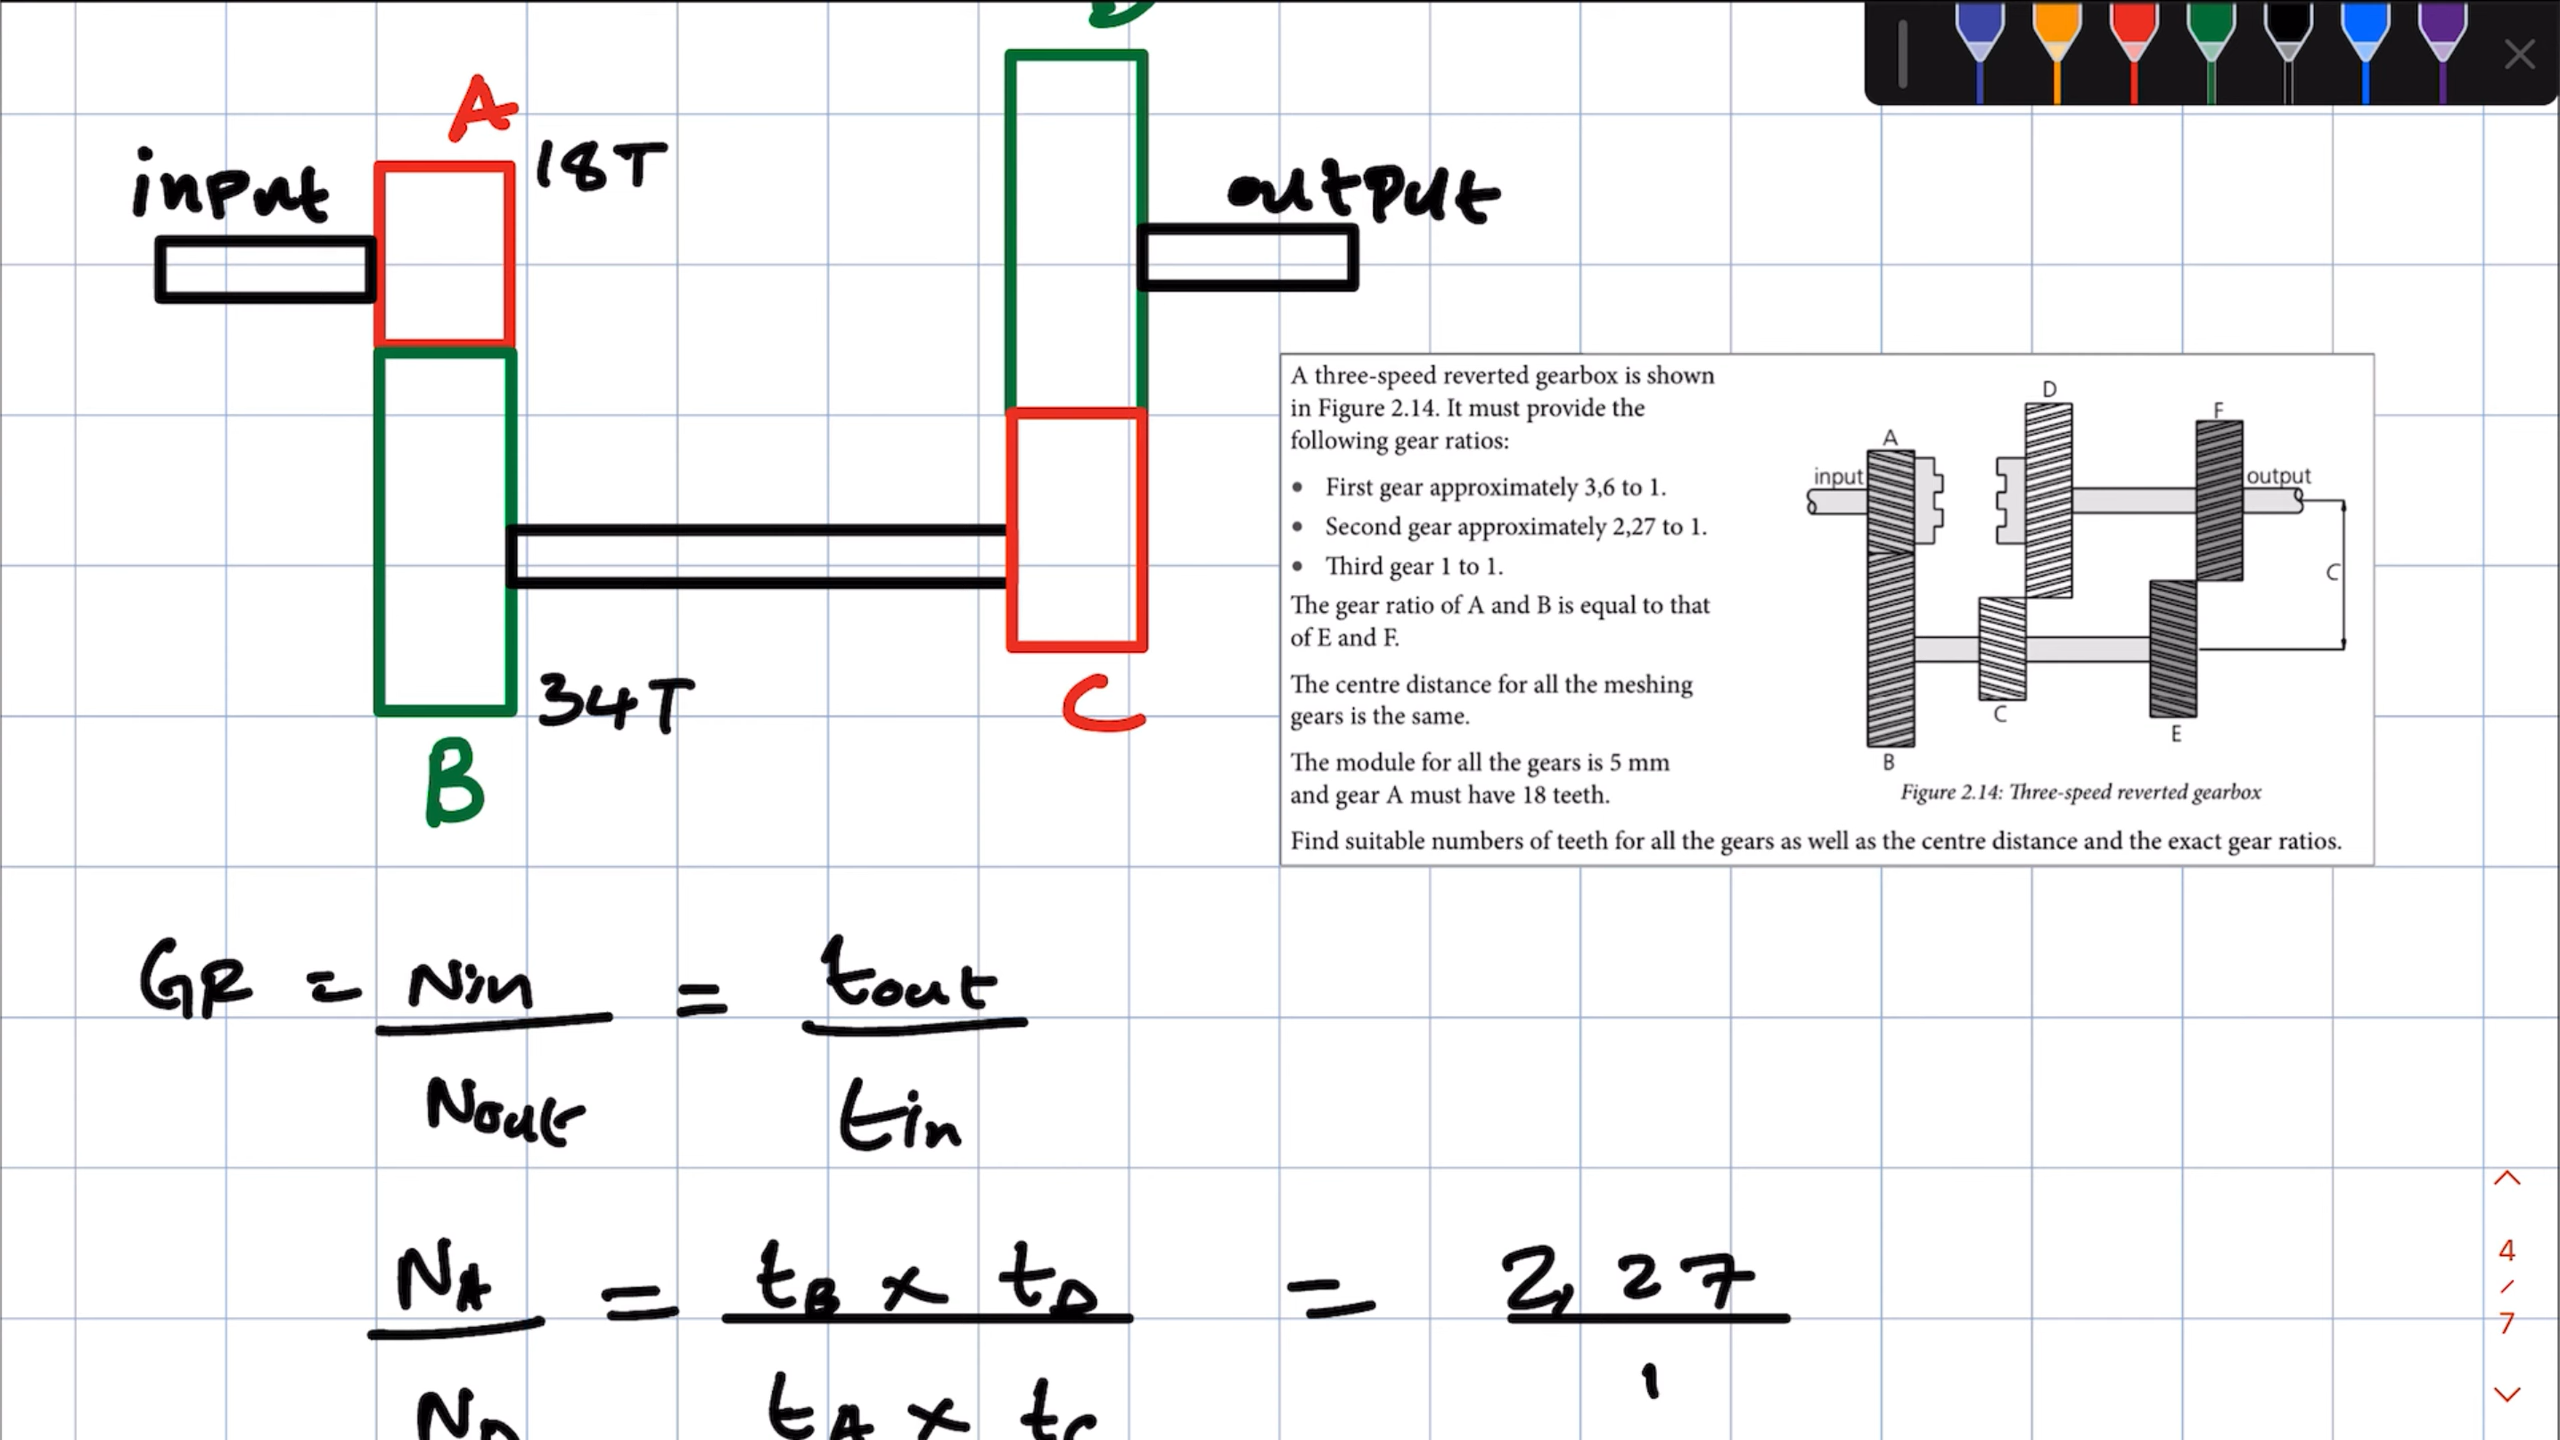 A
18T
input
output
34T
C
B
A three-speed reverted gearbox is shown
in Figure 2.14. It must provide the
following gear ratios:
• First gear approximately 3,6 to 1.
• Second gear approximately 2,27 to 1.
• Third gear 1 to 1.
The gear ratio of A and B is equal to that
of E and F.
The centre distance for all the meshing
gears is the same.
The module for all the gears is 5 mm
and gear A must have 18 teeth.
D
F
A
input
output
C
C
E
B
Figure 2.14: Three-speed reverted gearbox
Find suitable numbers of teeth for all the gears as well as the centre distance and the exact gear ratios.
GR = Nin = tout
Nout tin
NA = tB x tD = 2,27
tA x 1
4
/
7